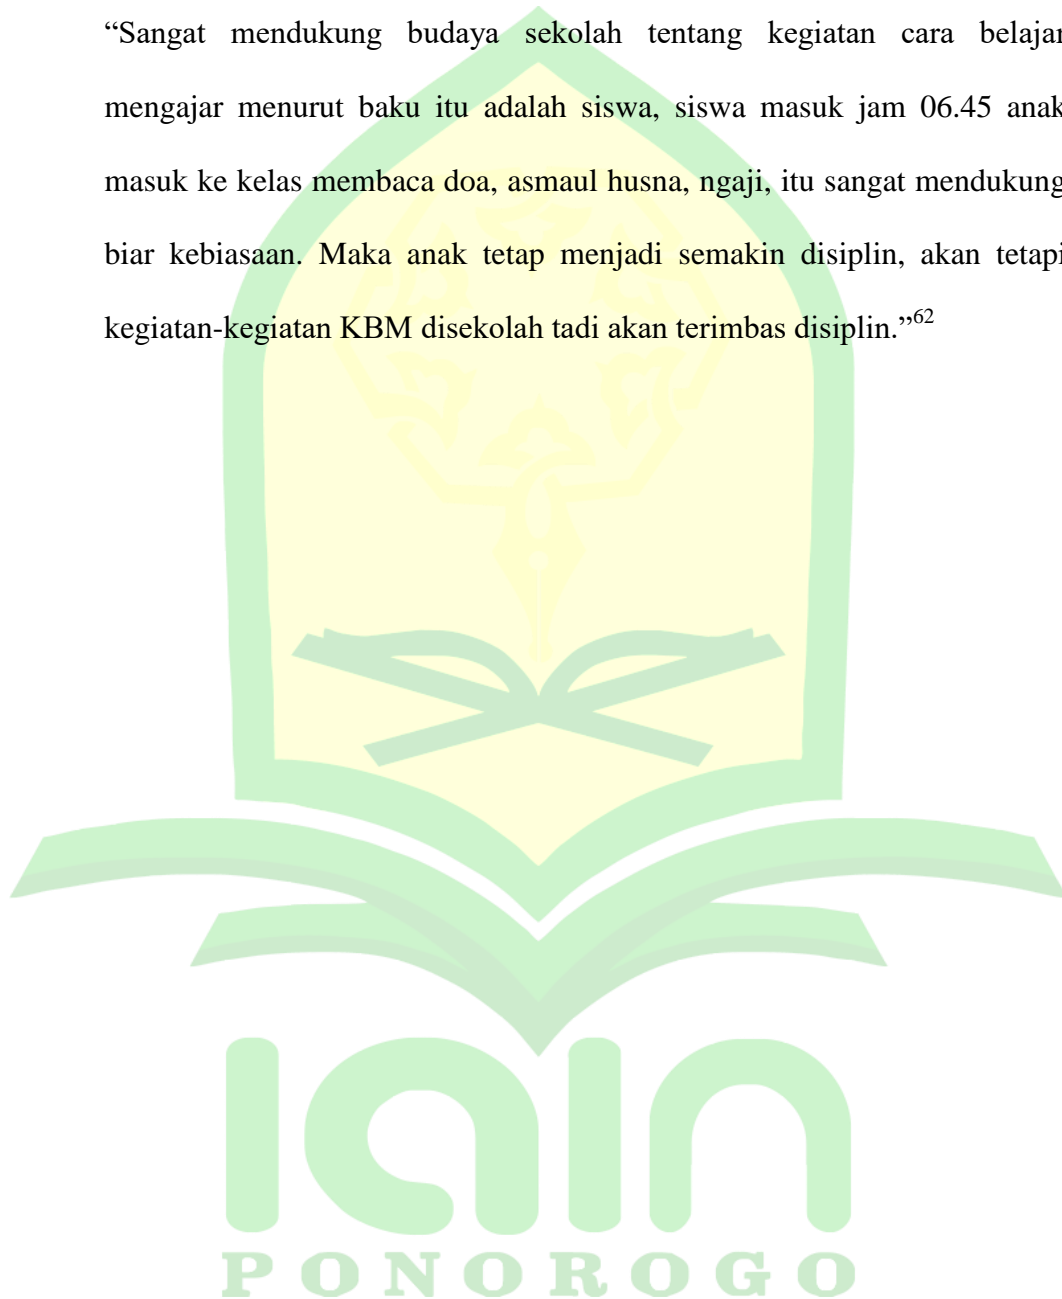 “Sangat mendukung budaya sekolah tentang kegiatan cara belajar
mengajar menurut baku itu adalah siswa, siswa masuk jam 06.45 anak
masuk ke kelas membaca doa, asmaul husna, ngaji, itu sangat mendukung
biar kebiasaan. Maka anak tetap menjadi semakin disiplin, akan tetapi
kegiatan-kegiatan KBM disekolah tadi akan terimbas disiplin.”62
iain
PONOROGO